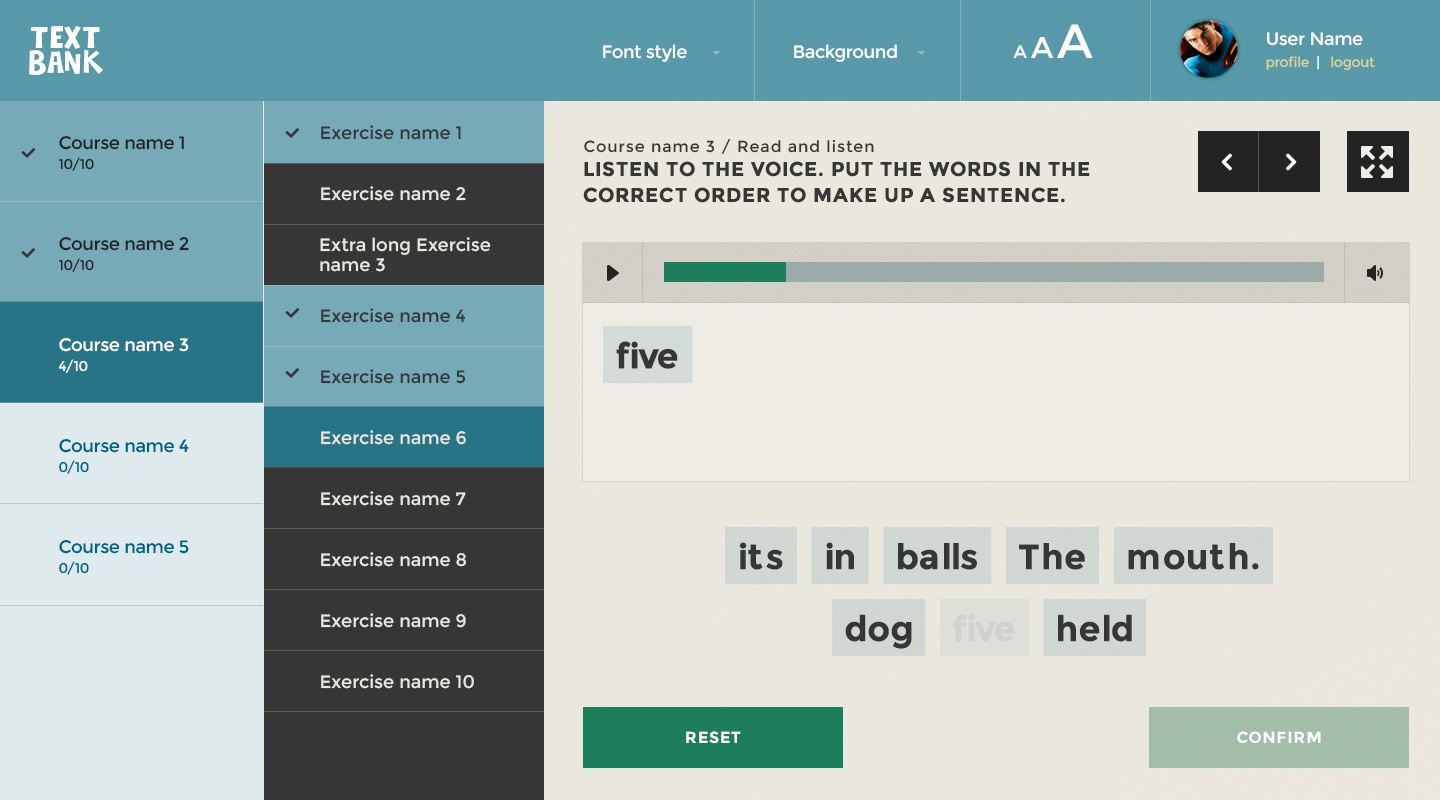 TEXT
BANK
Font style
Background
A A A
User Name
profile | logout
Course name 1
10/10
Course name 2
10/10
Course name 3
4/10
Course name 4
0/10
Course name 5
0/10
Exercise name 1
Exercise name 2
Extra long Exercise
name 3
Exercise name 4
Exercise name 5
Exercise name 6
Exercise name 7
Exercise name 8
Exercise name 9
Exercise name 10
Course name 3 / Read and listen
LISTEN TO THE VOICE. PUT THE WORDS IN THE
CORRECT ORDER TO MAKE UP A SENTENCE.
five
its in balls The mouth.
dog five held
RESET
CONFIRM